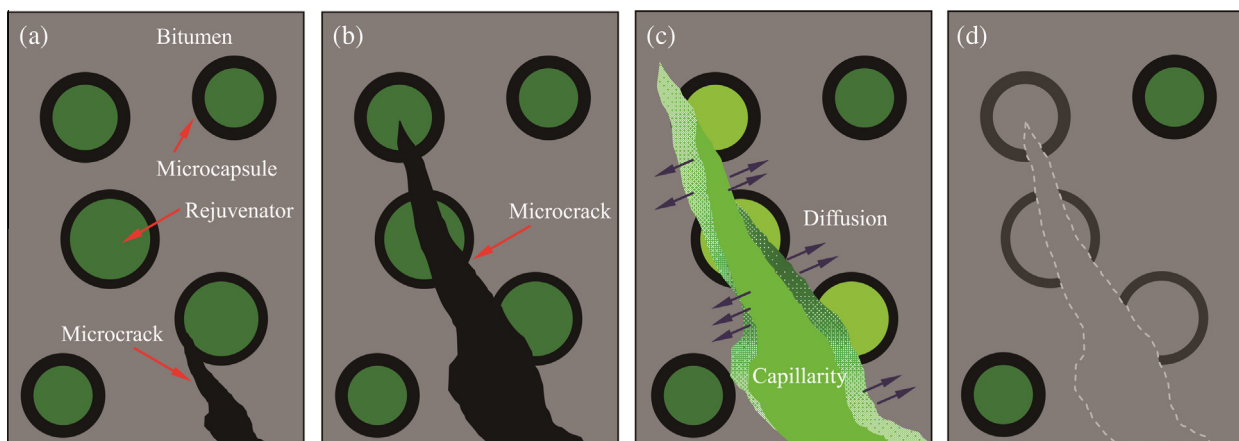 (a)
Bitumen
Microcapsule
Rejuvenator
Microcrack
(b)
Microcrack
(c)
Diffusion
Capillarity
(d)